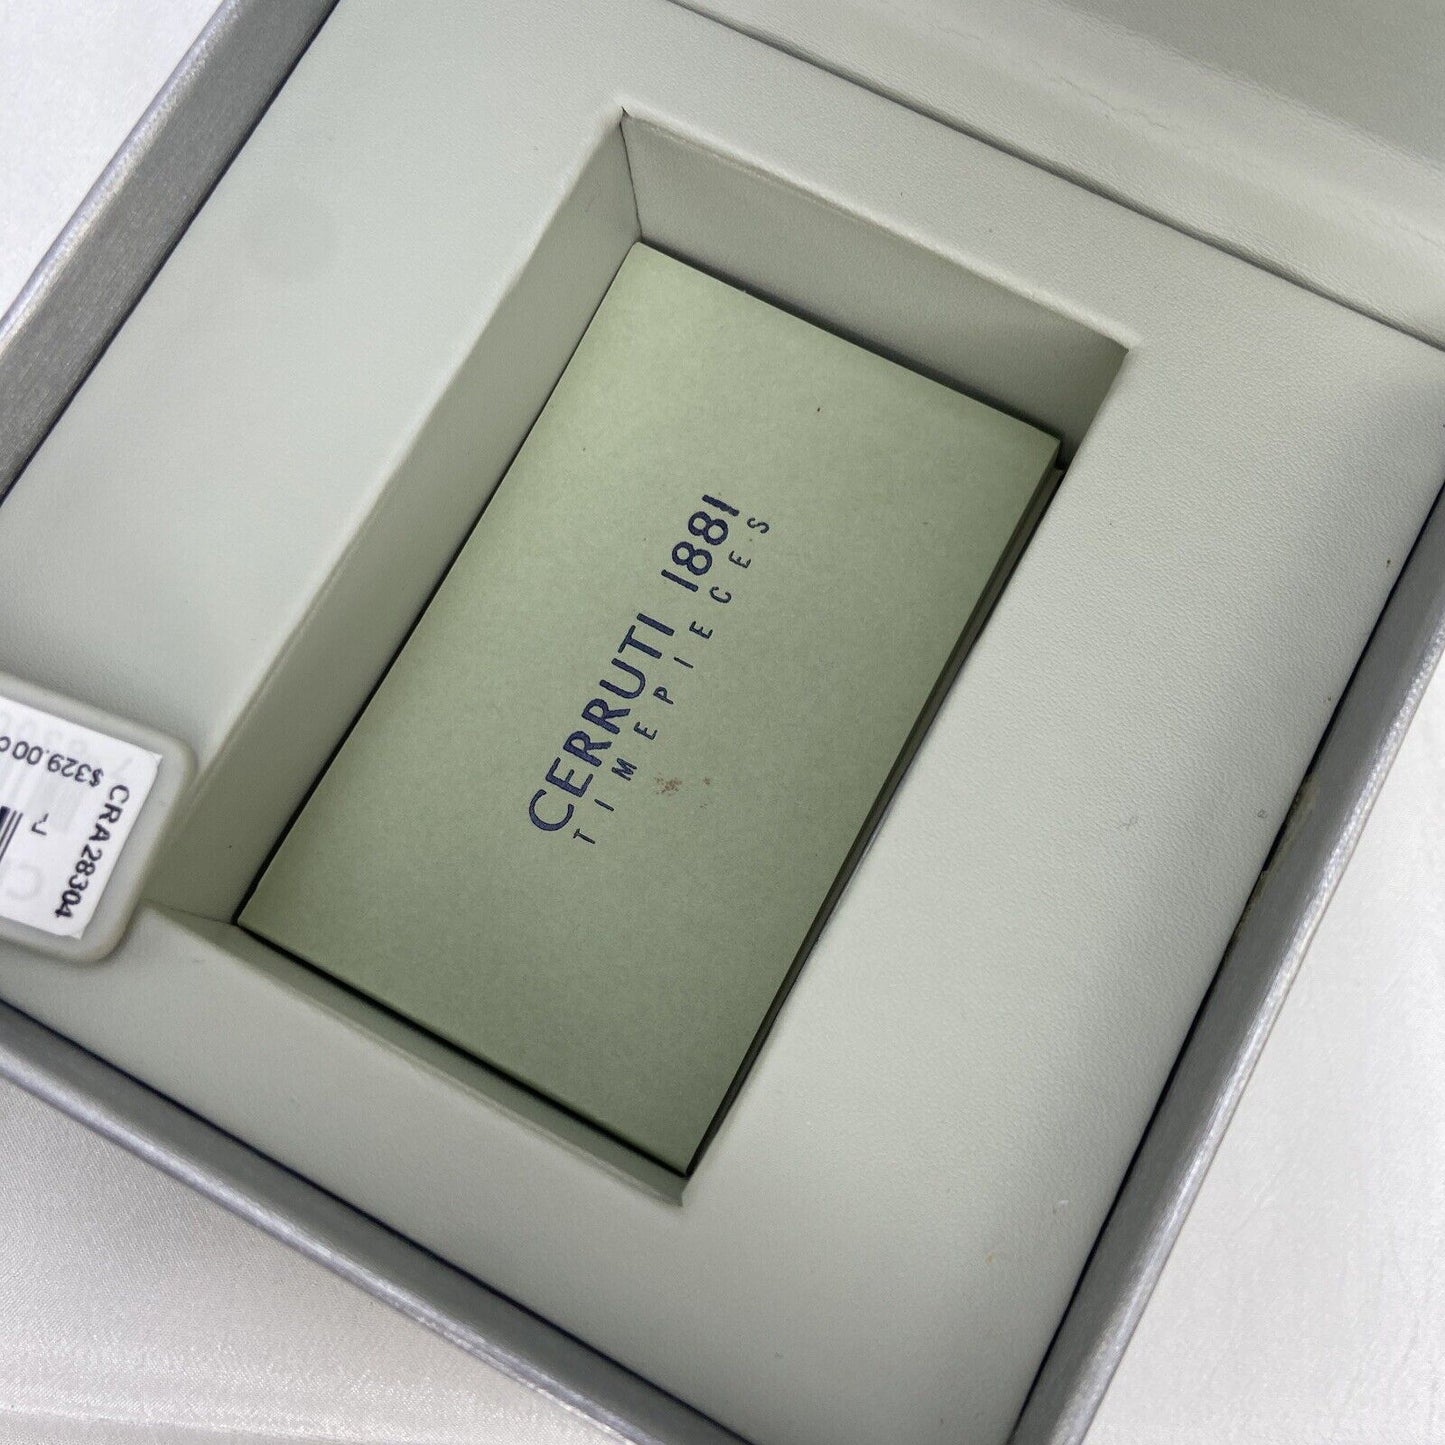 CERRUTI 1881
TIMEPIECES
CRA28304
$329.00